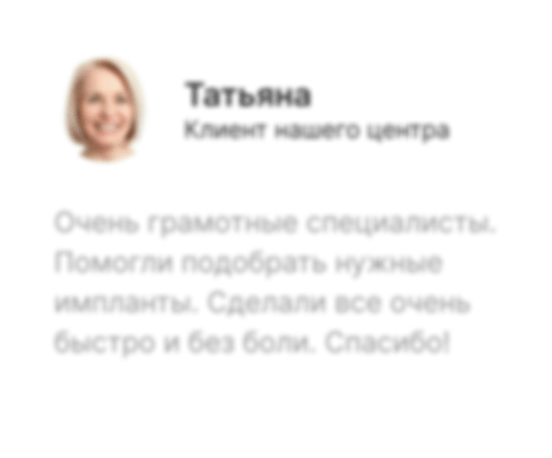 Татьяна
Клиент нашего центра
Очень грамотные специалисты.
Помогли подобрать нужные
импланты. Сделали все очень
быстро и без боли. Спасибо!